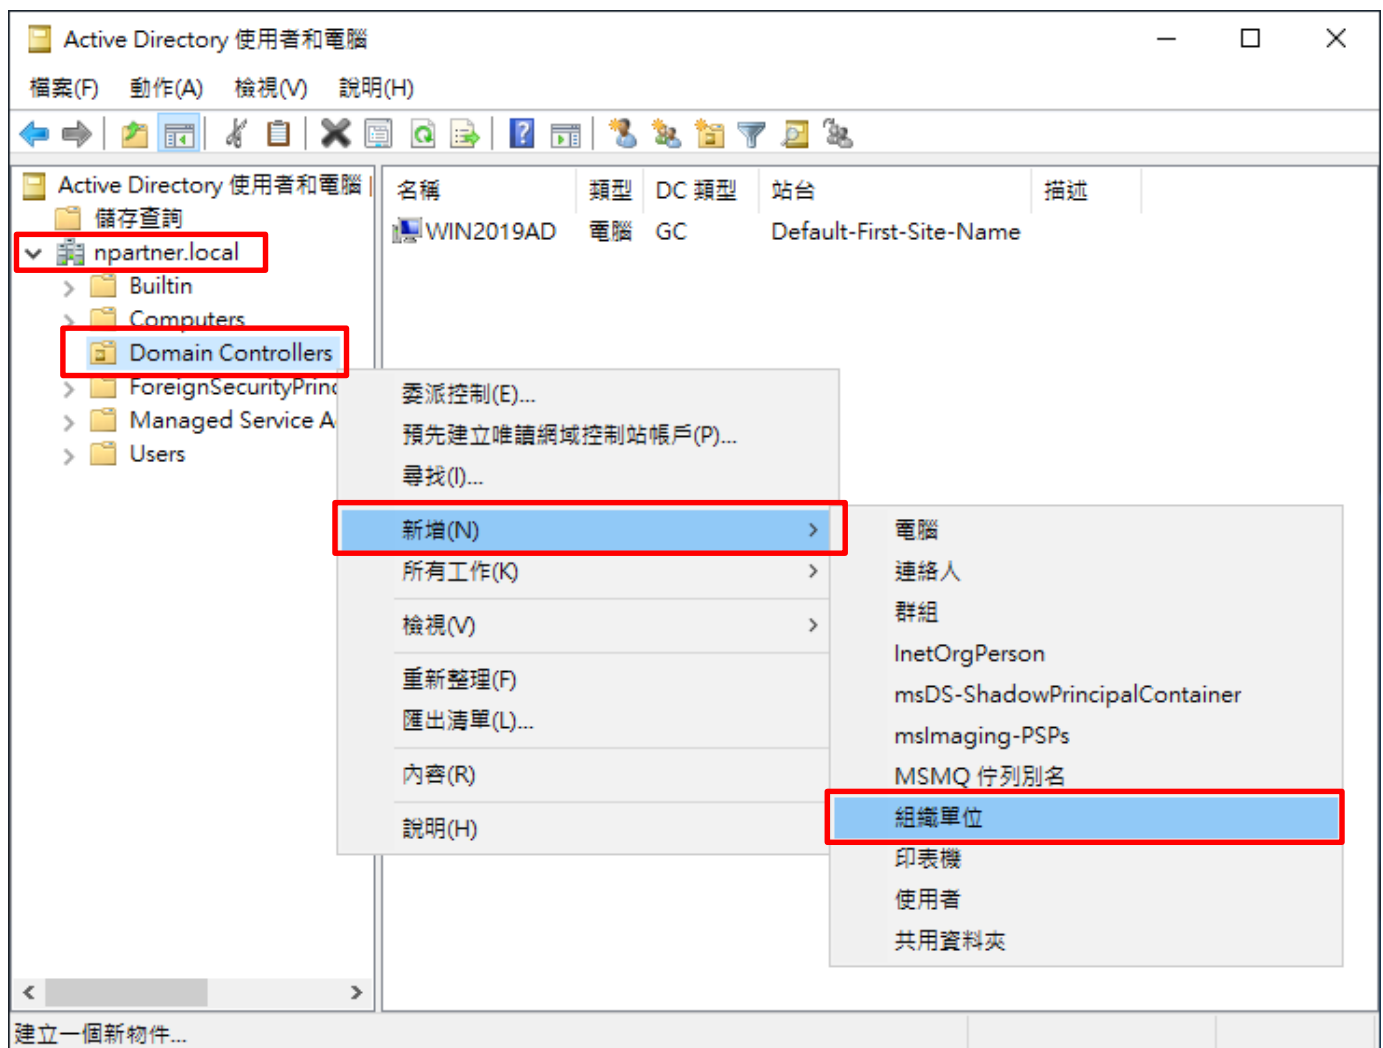 Active Directory 使用者和電腦
檔案(F) 動作(A) 檢視(V) 說明(H)
Active Directory 使用者和電腦
儲存查詢
npartner.local
Builtin
Computers
Domain Controllers
ForeignSecurityPrinc
Managed Service A
Users
名稱 類型 DC 類型 站台 描述
WIN2019AD 電腦 GC Default-First-Site-Name
委派控制(E)...
預先建立唯讀網域控制站帳戶(P)...
尋找(I)...
新增(N)
所有工作(K)
檢視(V)
重新整理(F)
匯出清單(L)...
內容(R)
說明(H)
電腦
連絡人
群組
InetOrgPerson
msDS-ShadowPrincipalContainer
msImaging-PSPs
MSMQ 佇列別名
組織單位
印表機
使用者
共用資料夾
建立一個新物件...